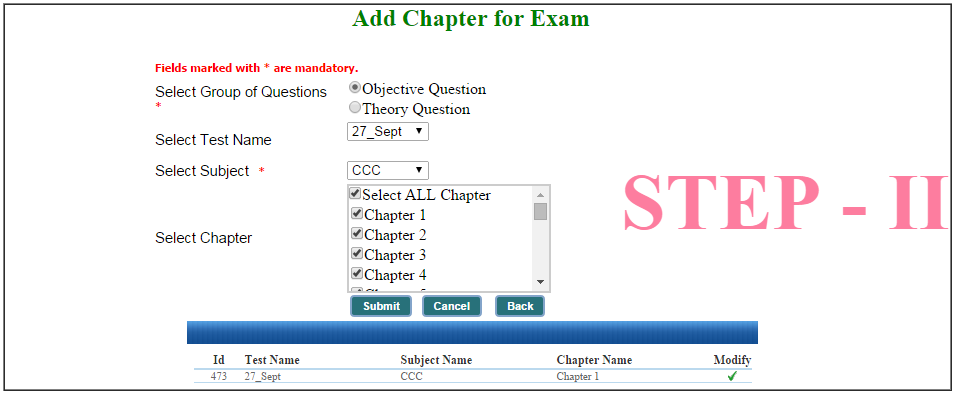 Add Chapter for Exam
Fields marked with * are mandatory.
Select Group of Questions
*
Objective Question
Theory Question
Select Test Name
27_Sept
Select Subject *
CCC
Select Chapter
Select ALL Chapter
Chapter 1
Chapter 2
Chapter 3
Chapter 4
STEP - II
Submit Cancel Back
Id Test Name Subject Name Chapter Name Modify
473 27_Sept CCC Chapter 1